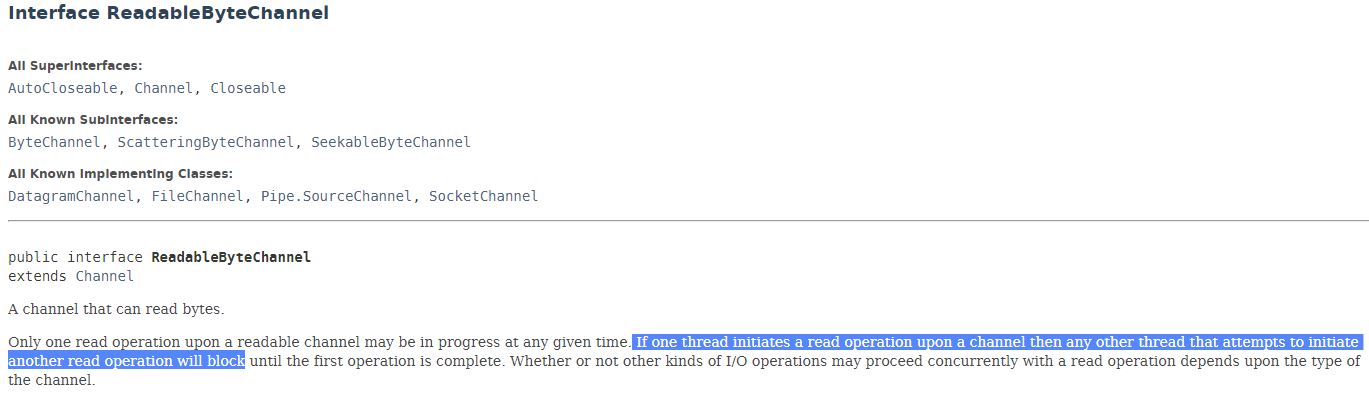 Interface ReadableByteChannel
All Superinterfaces:
AutoCloseable, Channel, Closeable
All Known Subinterfaces:
ByteChannel, ScatteringByteChannel, SeekableByteChannel
All Known Implementing Classes:
DatagramChannel, FileChannel, Pipe.SourceChannel, SocketChannel
public interface ReadableByteChannel
extends Channel
A channel that can read bytes.
Only one read operation upon a readable channel may be in progress at any given time. If one thread initiates a read operation upon a channel then any other thread that attempts to initiate
another read operation will block until the first operation is complete. Whether or not other kinds of I/O operations may proceed concurrently with a read operation depends upon the type of
the channel.